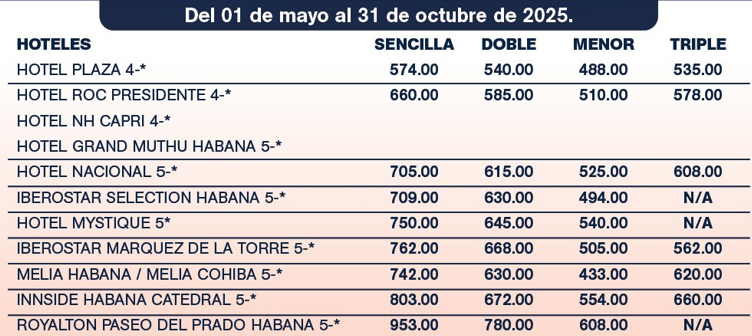 Del 01 de mayo al 31 de octubre de 2025.
HOTELES SENCILLA DOBLE MENOR TRIPLE
HOTEL PLAZA 4-* 574.00 540.00 488.00 535.00
HOTEL ROC PRESIDENTE 4-* 660.00 585.00 510.00 578.00
HOTEL NH CAPRI 4-*
HOTEL GRAND MUTHU HABANA 5-*
HOTEL NACIONAL 5-* 705.00 615.00 525.00 608.00
IBEROSTAR SELECTION HABANA 5-* 709.00 630.00 494.00 N/A
HOTEL MYSTIQUE 5* 750.00 645.00 540.00 N/A
IBEROSTAR MARQUEZ DE LA TORRE 5-* 762.00 668.00 505.00 562.00
MELIA HABANA / MELIA COHIBA 5-* 742.00 630.00 433.00 620.00
INNSIDE HABANA CATEDRAL 5-* 803.00 672.00 554.00 660.00
ROYALTON PASEO DEL PRADO HABANA 5-* 953.00 780.00 608.00 N/A